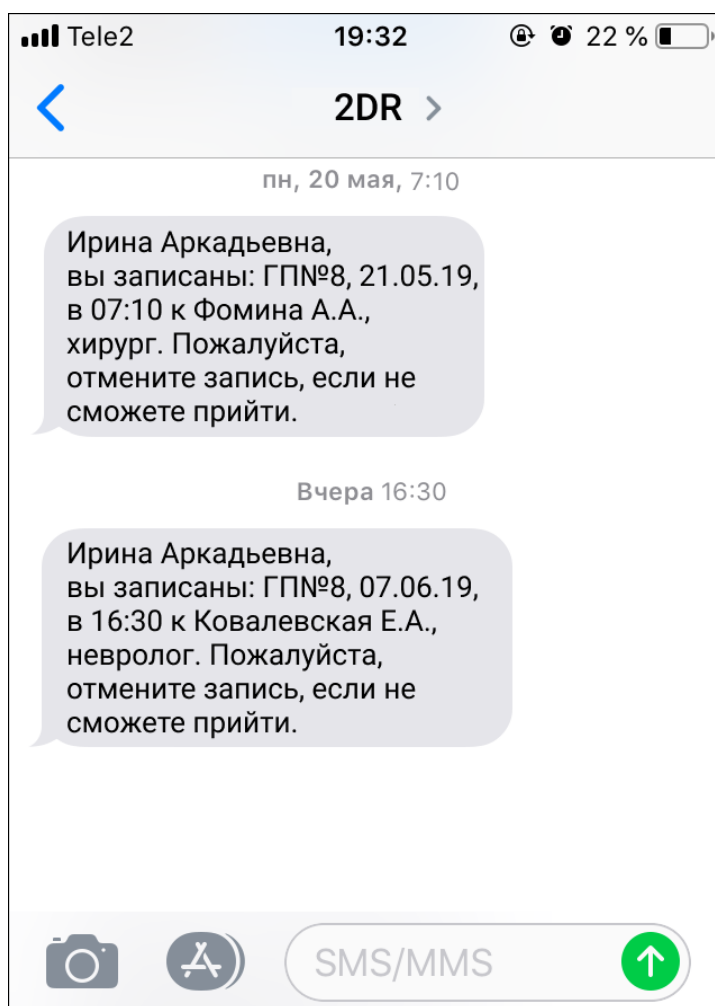 Tele2 19:32 22 %
2DR
пн, 20 мая, 7:10
Ирина Аркадьевна,
вы записаны: ГП№8, 21.05.19,
в 07:10 к Фомина А.А.,
хирург. Пожалуйста,
отмените запись, если не
сможете прийти.
Вчера 16:30
Ирина Аркадьевна,
вы записаны: ГП№8, 07.06.19,
в 16:30 к Ковалевская Е.А.,
невролог. Пожалуйста,
отмените запись, если не
сможете прийти.
SMS/MMS